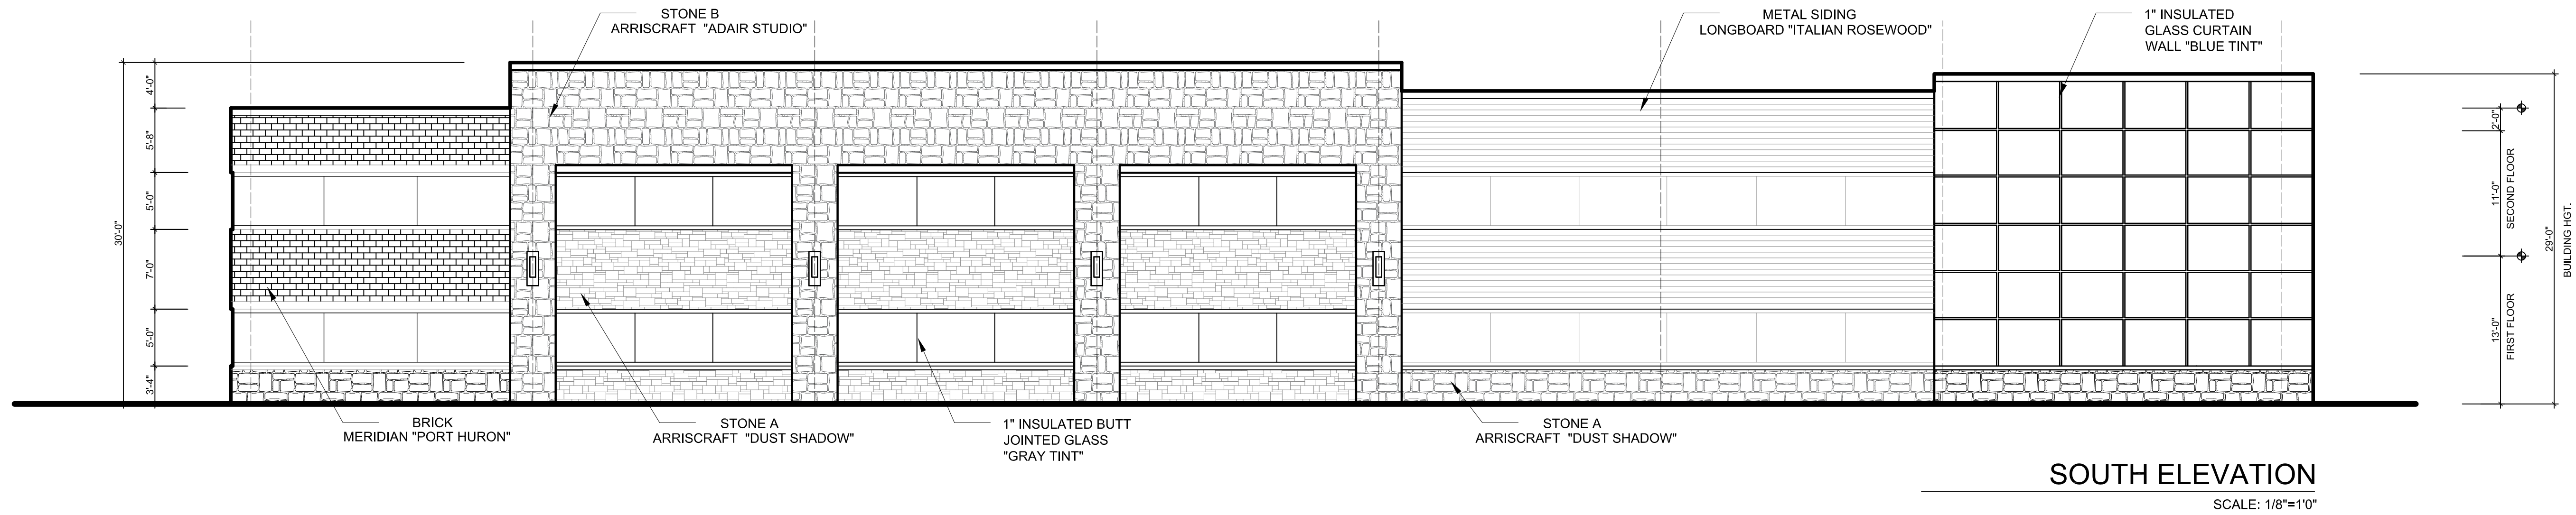 STONE B
ARRISCRAFT "ADAIR STUDIO"
METAL SIDING
LONGBOARD "ITALIAN ROSEWOOD"
1" INSULATED
GLASS CURTAIN
WALL "BLUE TINT"
30'-0"
4'-0"
5'-8"
5'-0"
7'-0"
5'-0"
3'-4"
2'-0"
11'-0"
SECOND FLOOR
13'-0"
FIRST FLOOR
29'-0"
BUILDING HGT.
BRICK
MERIDIAN "PORT HURON"
STONE A
ARRISCRAFT "DUST SHADOW"
1" INSULATED BUTT
JOINTED GLASS
"GRAY TINT"
STONE A
ARRISCRAFT "DUST SHADOW"
SOUTH ELEVATION
SCALE: 1/8"=1'0"